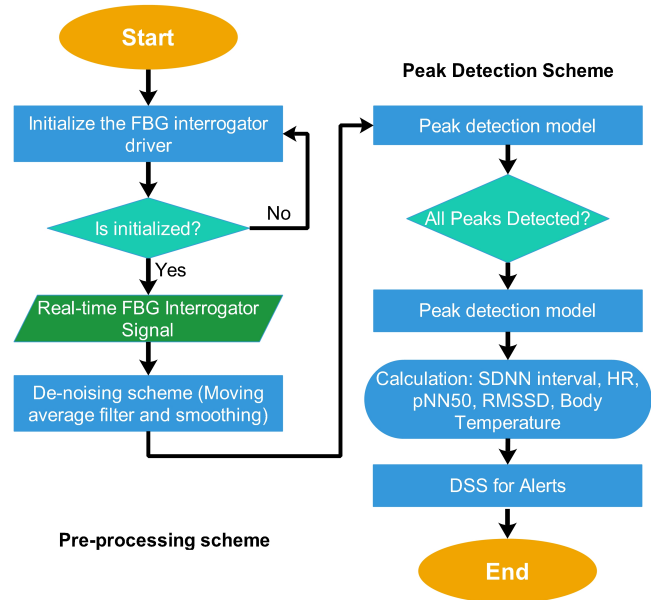 Start
Initialize the FBG interrogator
driver
Is initialized?
No
Yes
Real-time FBG Interrogator
Signal
De-noising scheme (Moving
average filter and smoothing)
Pre-processing scheme
Peak Detection Scheme
Peak detection model
All Peaks Detected?
Peak detection model
Calculation: SDNN interval, HR,
pNN50, RMSSD, Body
Temperature
DSS for Alerts
End